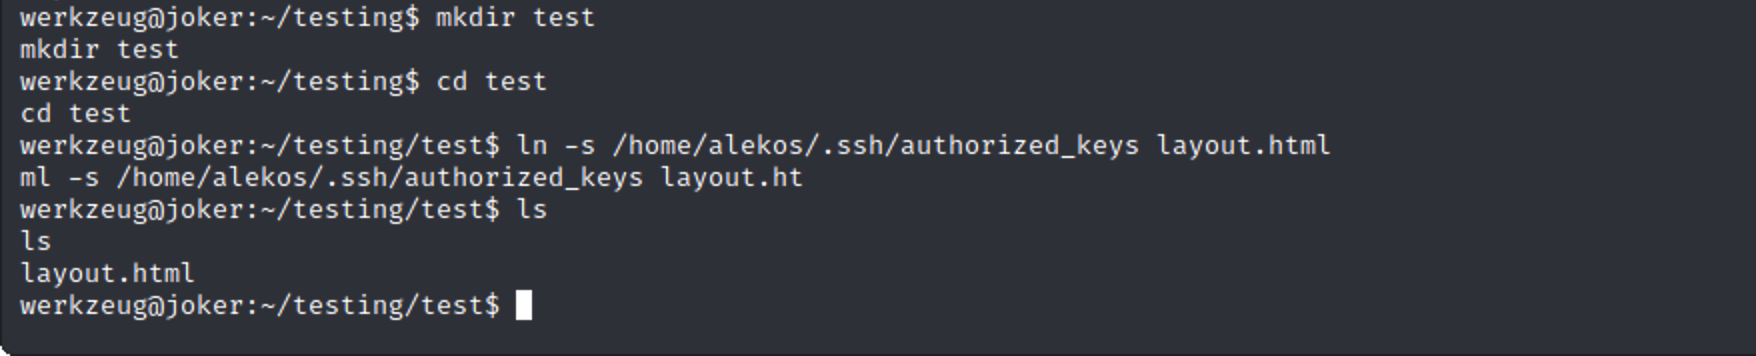 werkzeug@joker:~/testing$ mkdir test
mkdir test
werkzeug@joker:~/testing$ cd test
cd test
werkzeug@joker:~/testing/test$ ln -s /home/alekos/.ssh/authorized_keys layout.html
ml -s /home/alekos/.ssh/authorized_keys layout.ht
werkzeug@joker:~/testing/test$ ls
ls
layout.html
werkzeug@joker:~/testing/test$